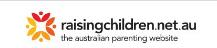 raisingchildren.net.au
the australian parenting website